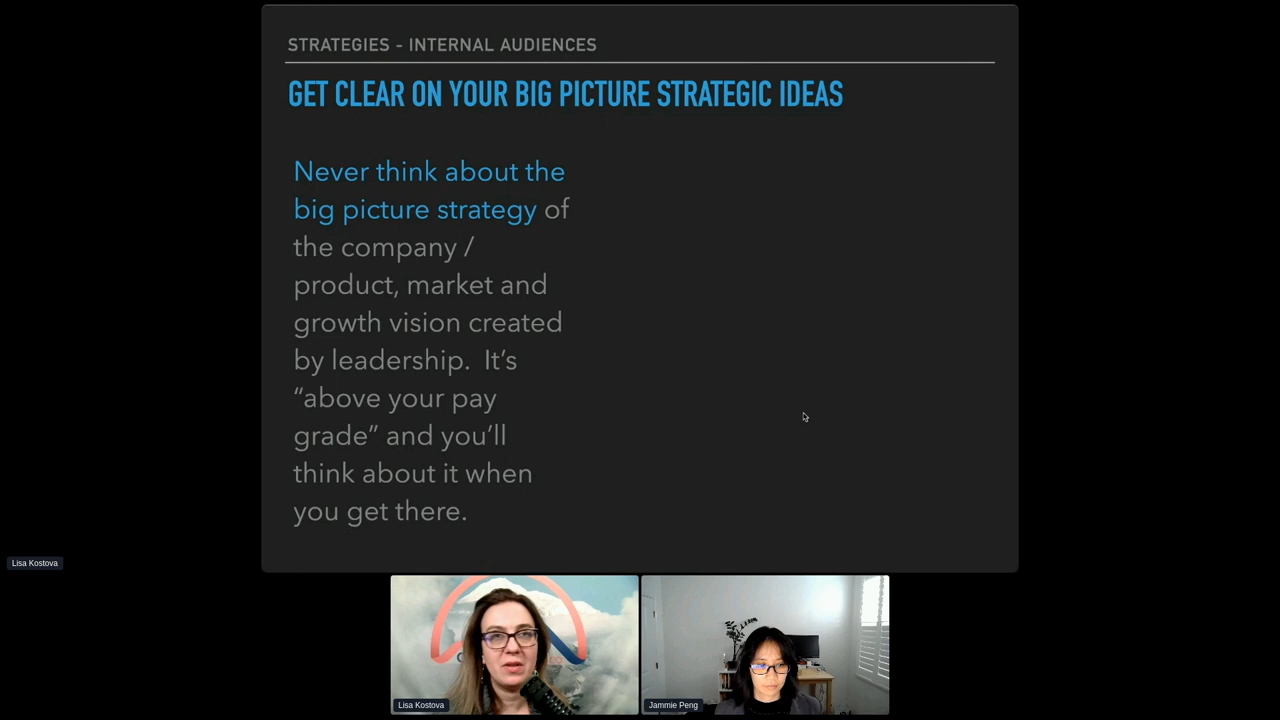 STRATEGIES - INTERNAL AUDIENCES
GET CLEAR ON YOUR BIG PICTURE STRATEGIC IDEAS
Never think about the
big picture strategy of
the company /
product, market and
growth vision created
by leadership.  It’s
“above your pay
grade” and you’ll
think about it when
you get there.
Lisa Kostova
Lisa Kostova
Jammie Peng